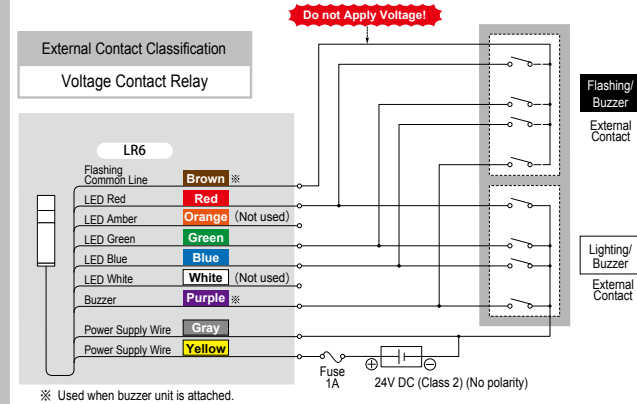 Do not Apply Voltage!
External Contact Classification
Voltage Contact Relay
Flashing/
Buzzer
External
Contact
LR6
Flashing
Common Line Brown ※
LED Red Red
LED Amber Orange (Not used)
LED Green Green
LED Blue Blue
LED White White (Not used)
Buzzer Purple ※
Power Supply Wire Gray
Power Supply Wire Yellow
Lighting/
Buzzer
External
Contact
Fuse
1A
⊕ ⊖
24V DC (Class 2) (No polarity)
※ Used when buzzer unit is attached.